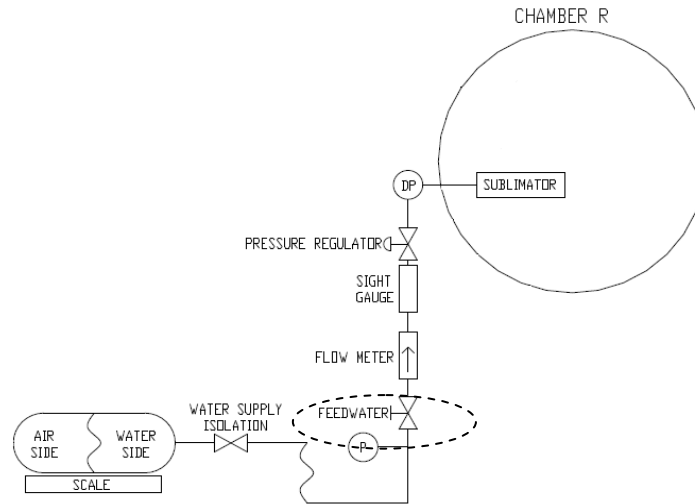 CHAMBER R
DP
SUBLIMATOR
PRESSURE REGULATOR
SIGHT
GAUGE
FLOW METER
WATER SUPPLY
ISOLATION
FEEDWATER
AIR
SIDE
WATER
SIDE
P
SCALE